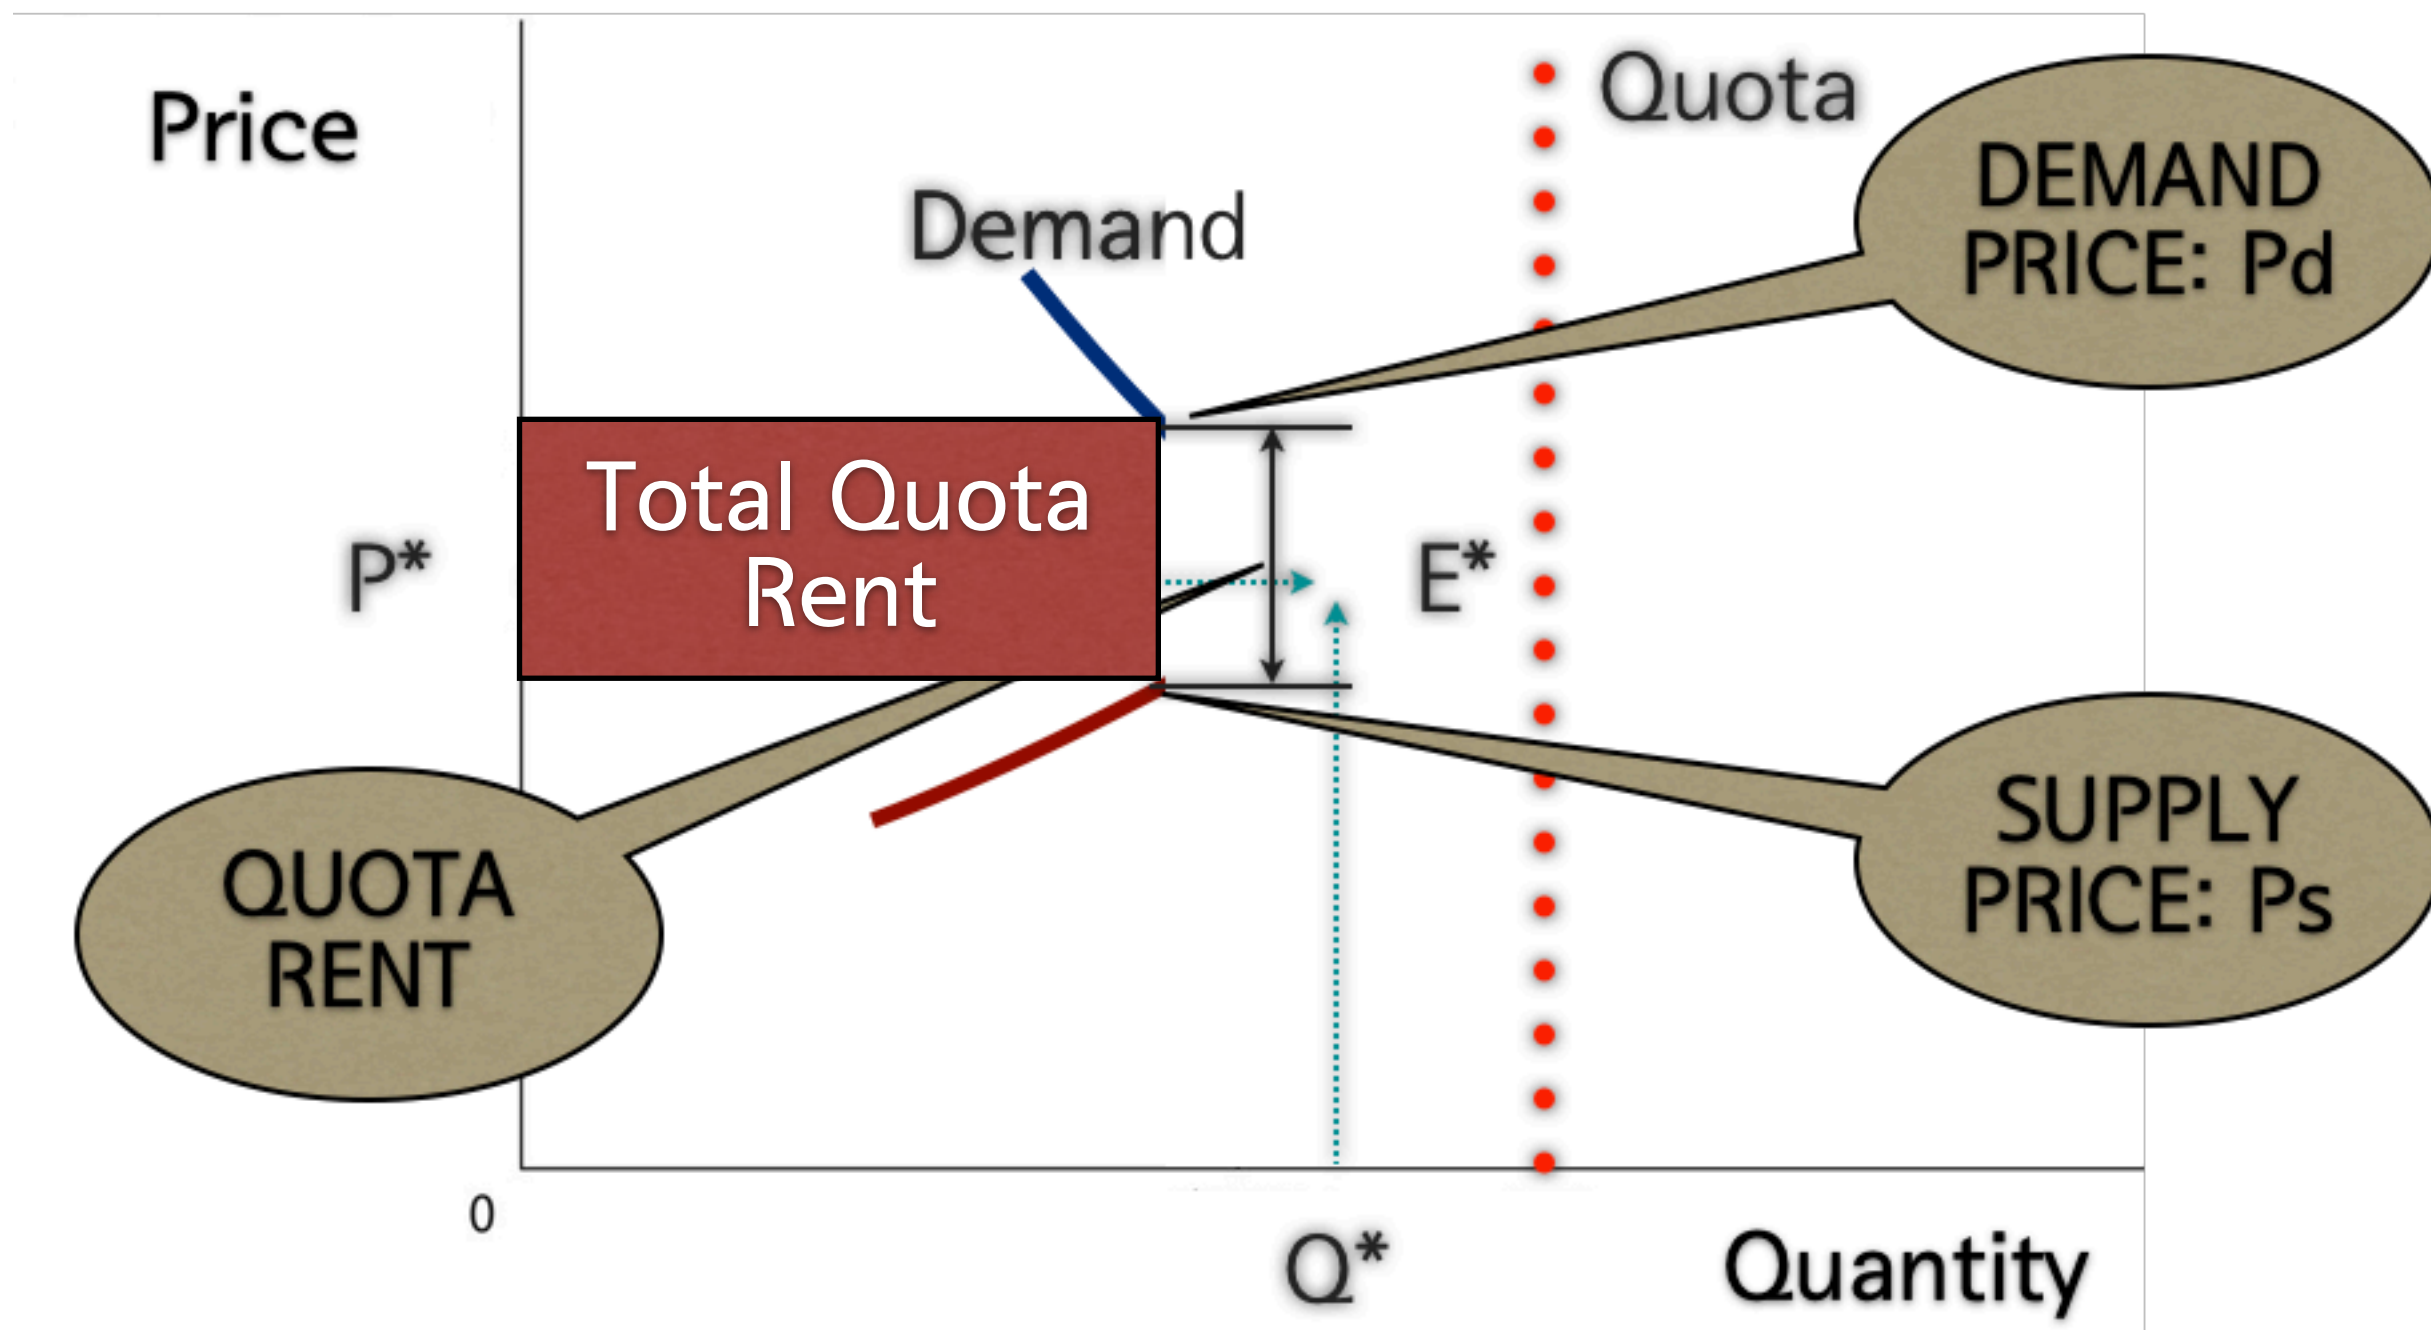 Price
Quota
Demand
DEMAND
PRICE: Pd
Total Quota
Rent
P*
E*
QUOTA
RENT
SUPPLY
PRICE: Ps
0
Q*
Quantity